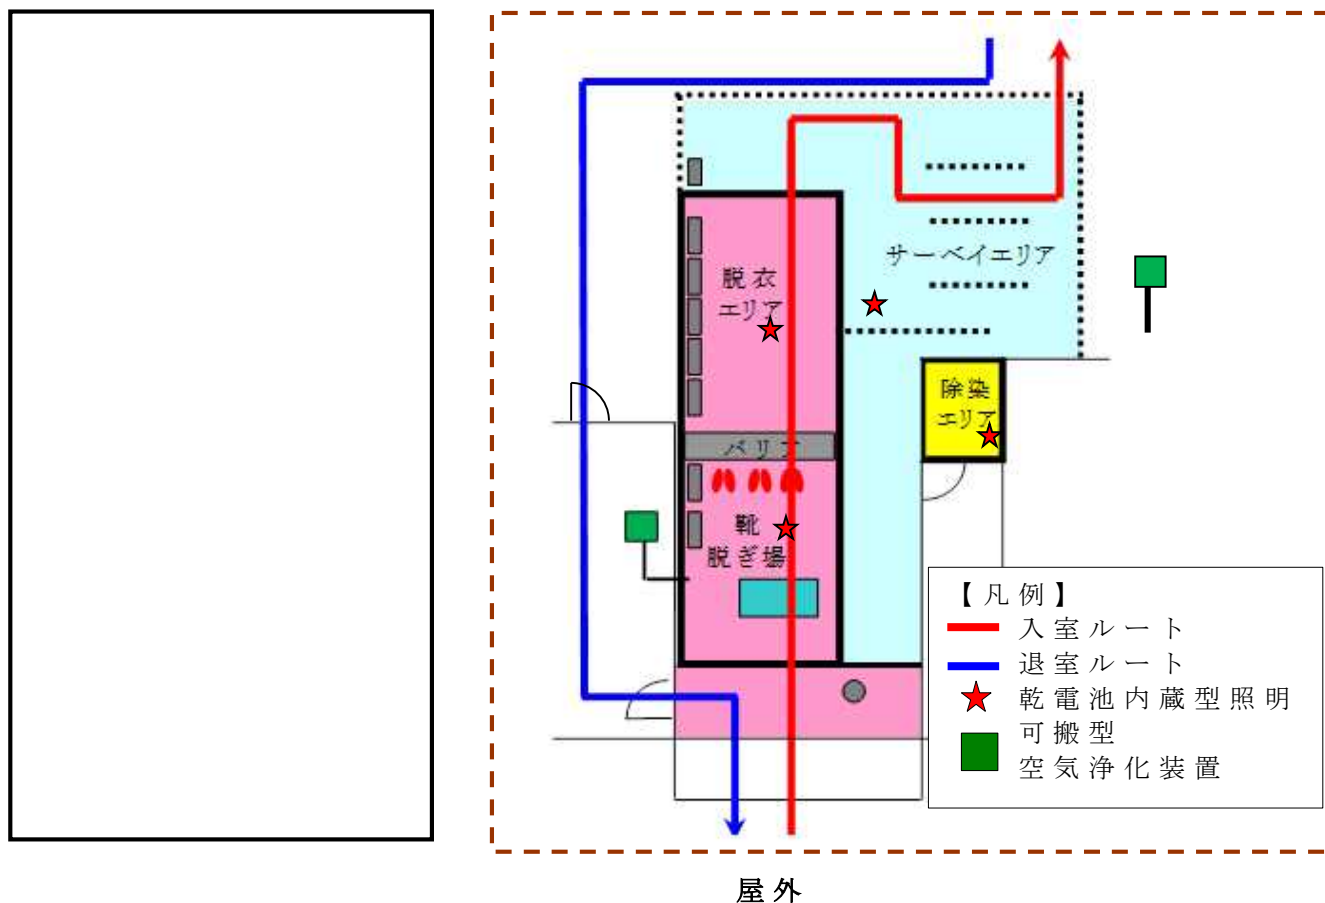 サーベイエリア
脱衣
エリア
除染
エリア
バリア
靴
脱ぎ場
【凡例】
入室ルート
退室ルート
乾電池内蔵型照明
可搬型
空気浄化装置
屋外